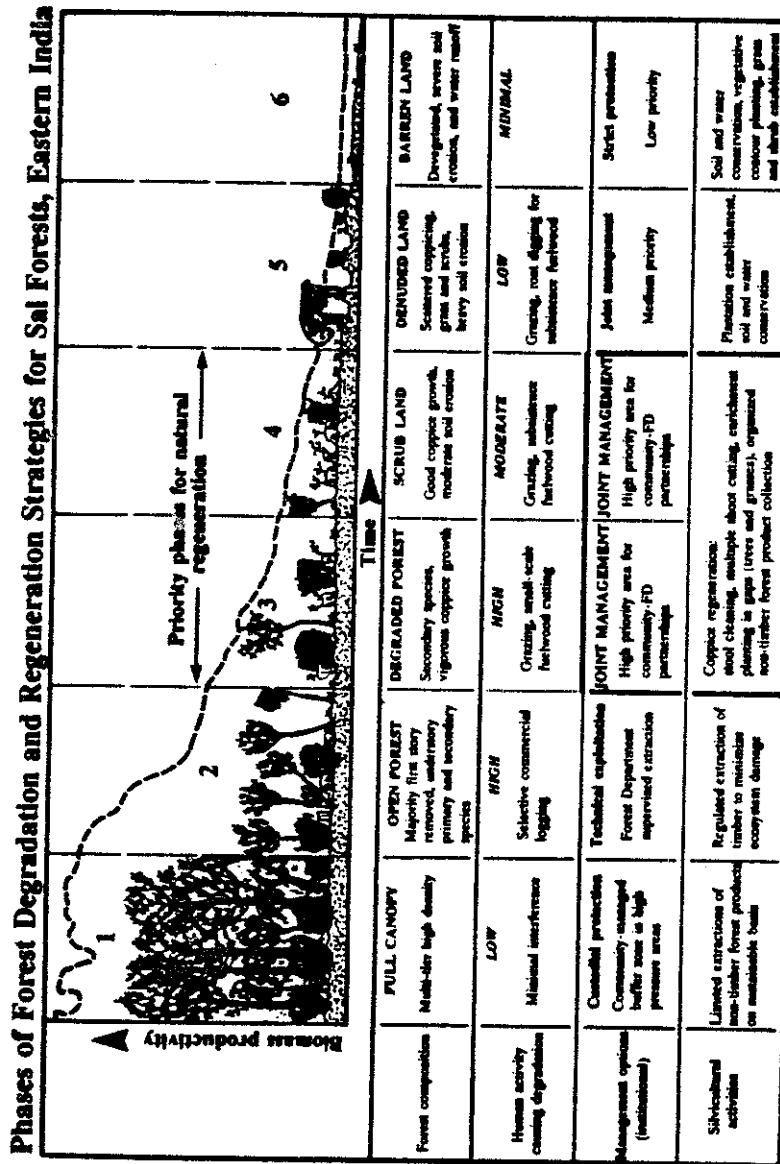 Phases of Forest Degradation and Regeneration Strategies for Sal Forests, Eastern India
Biomass productivity
1
2
Priority phases for natural
regeneration
3
4
5
6
Time
Forest composition
FULL CANOPY
Multi-tier high density
OPEN FOREST
Majority first story
removed, understory
primary and secondary
species
DEGRADED FOREST
Secondary species,
vigorous coppice growth
SCRUB LAND
Good coppice growth,
moderate soil erosion
DENUDED LAND
Scattered coppicing,
grass and scrubs,
heavy soil erosion
BARREN LAND
Devegetated, severe soil
erosion, and water runoff
Human activity
causing degradation
LOW
Minimal interference
HIGH
Selective commercial
logging
HIGH
Grazing, small-scale
fuelwood cutting
MODERATE
Grazing, subsistence
fuelwood cutting
LOW
Grazing, root digging for
subsistence fuelwood
MINIMAL
Management options
(institutional)
Custodial protection
Community-managed
buffer zone in high
pressure areas
Technical exploitation
Forest Department
supervised extraction
JOINT MANAGEMENT
High priority area for
community-FD
partnerships
JOINT MANAGEMENT
High priority area for
community-FD
partnerships
Joint management
Medium priority
Strict protection
Low priority
Silvicultural
activities
Limited extractions of
non-timber forest products
on sustainable basis
Regulated extraction of
timber to minimize
ecosystem damage
Coppice regeneration:
stool cleaning, multiple shoot cutting, enrichment
planting in gaps (trees and grasses), organized
non-timber forest product collection
Plantation establishment,
soil and water
conservation
Soil and water
conservation, vegetative
contour planting, grass
and shrub establishment